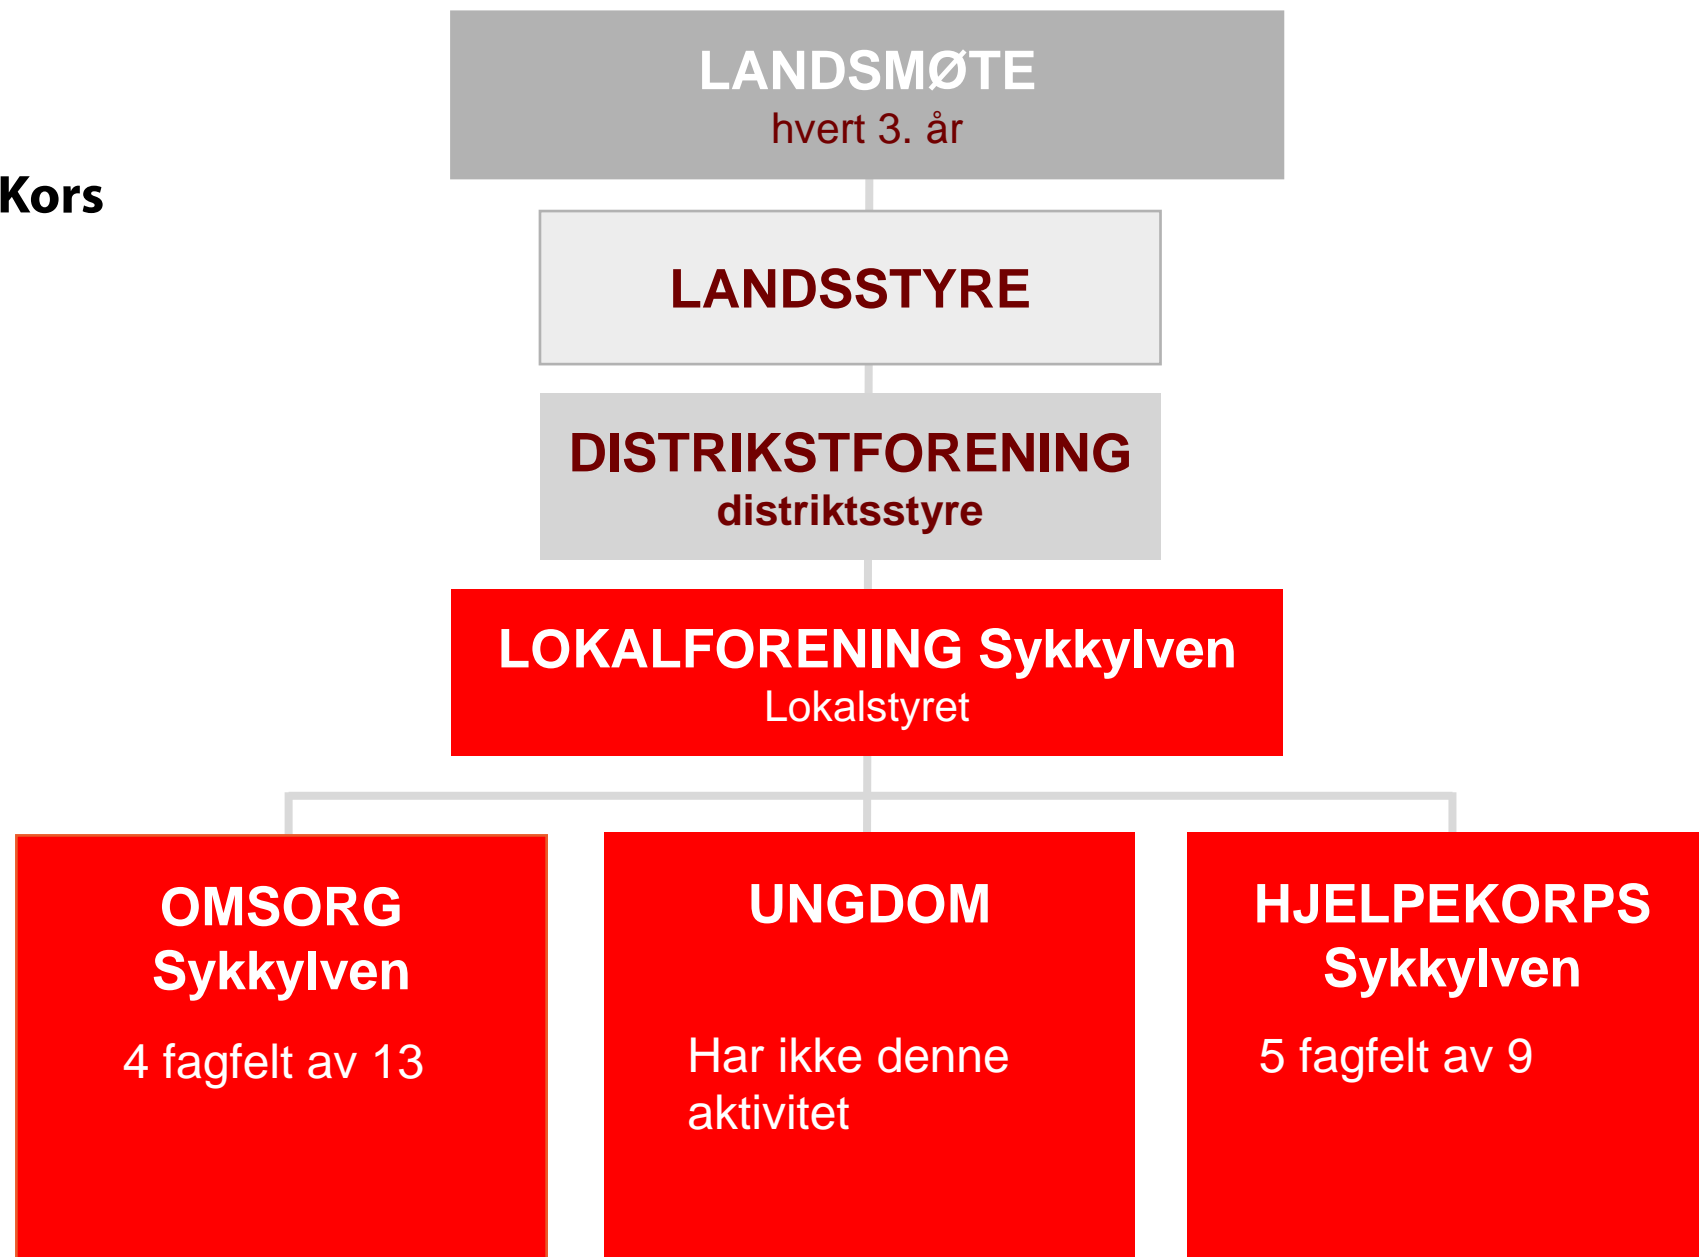 LANDSMØTE
hvert 3. år
Kors
LANDSSTYRE
DISTRIKSTFORENING
distriktsstyre
LOKALFORENING Sykkylven
Lokalstyret
OMSORG
Sykkylven
4 fagfelt av 13
UNGDOM
Har ikke denne
aktivitet
HJELPEKORPS
Sykkylven
5 fagfelt av 9